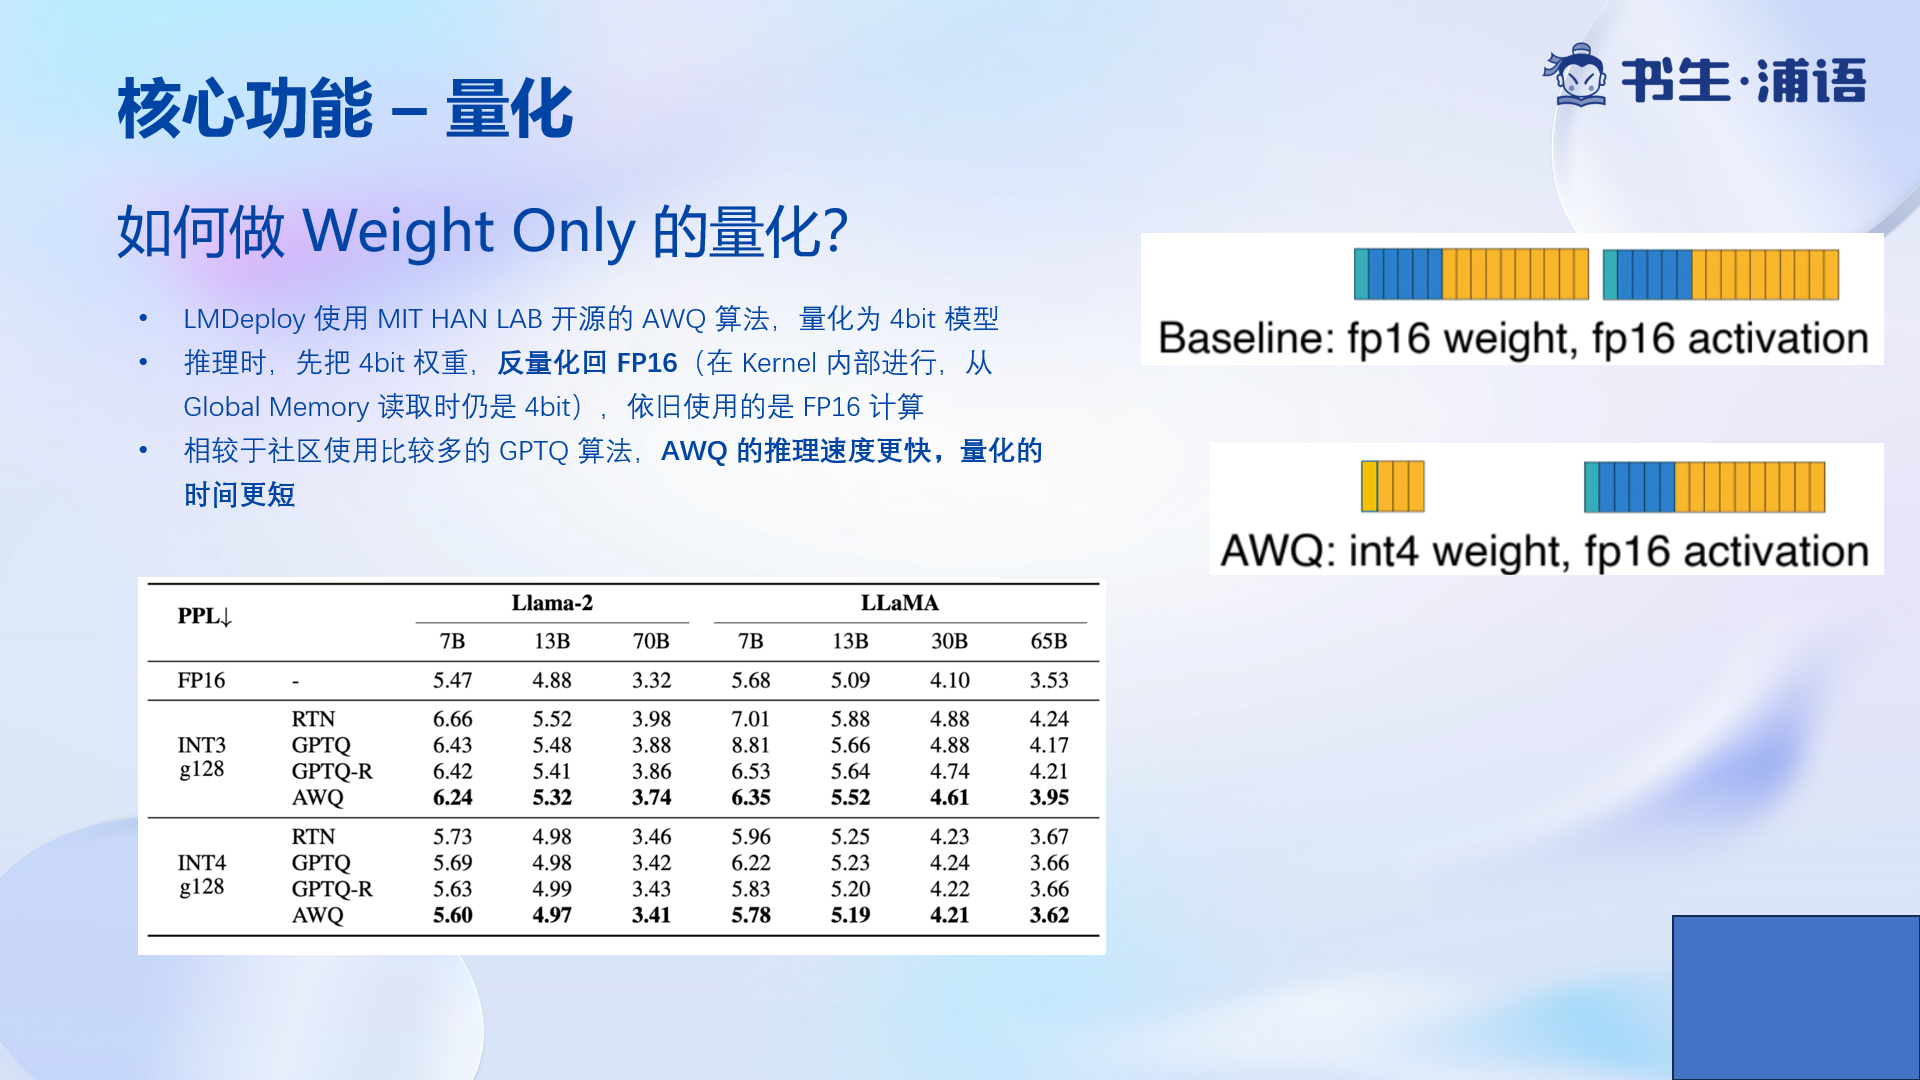 核心功能 – 量化
书生·浦语
如何做 Weight Only 的量化?
• LMDeploy 使用 MIT HAN LAB 开源的 AWQ 算法，量化为 4bit 模型
• 推理时，先把 4bit 权重，反量化回 FP16（在 Kernel 内部进行，从
Global Memory 读取时仍是 4bit），依旧使用的是 FP16 计算
• 相较于社区使用比较多的 GPTQ 算法，AWQ 的推理速度更快，量化的
时间更短
Baseline: fp16 weight, fp16 activation
AWQ: int4 weight, fp16 activation
PPL↓ Llama-2 LLaMA
7B 13B 70B 7B 13B 30B 65B
FP16 - 5.47 4.88 3.32 5.68 5.09 4.10 3.53
INT3 g128
RTN 6.66 5.52 3.98 7.01 5.88 4.88 4.24
GPTQ 6.43 5.48 3.88 8.81 5.66 4.88 4.17
GPTQ-R 6.42 5.41 3.86 6.53 5.64 4.74 4.21
AWQ 6.24 5.32 3.74 6.35 5.52 4.61 3.95
INT4 g128
RTN 5.73 4.98 3.46 5.96 5.25 4.23 3.67
GPTQ 5.69 4.98 3.42 6.22 5.23 4.24 3.66
GPTQ-R 5.63 4.99 3.43 5.83 5.20 4.22 3.66
AWQ 5.60 4.97 3.41 5.78 5.19 4.21 3.62